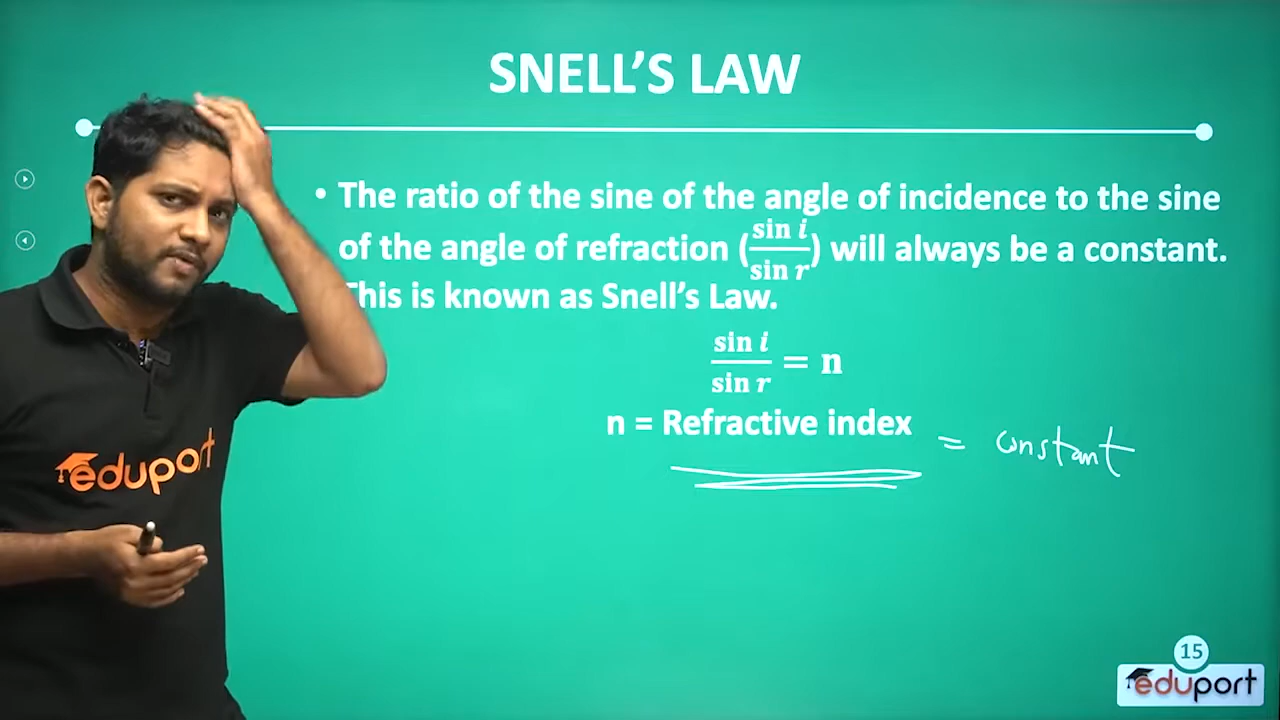 SNELL'S LAW
• The ratio of the sine of the angle of incidence to the sine
of the angle of refraction (sin i/sin r) will always be a constant.
This is known as Snell's Law.
sin i/sin r = n
n = Refractive index
= constant
eduport
15
eduport